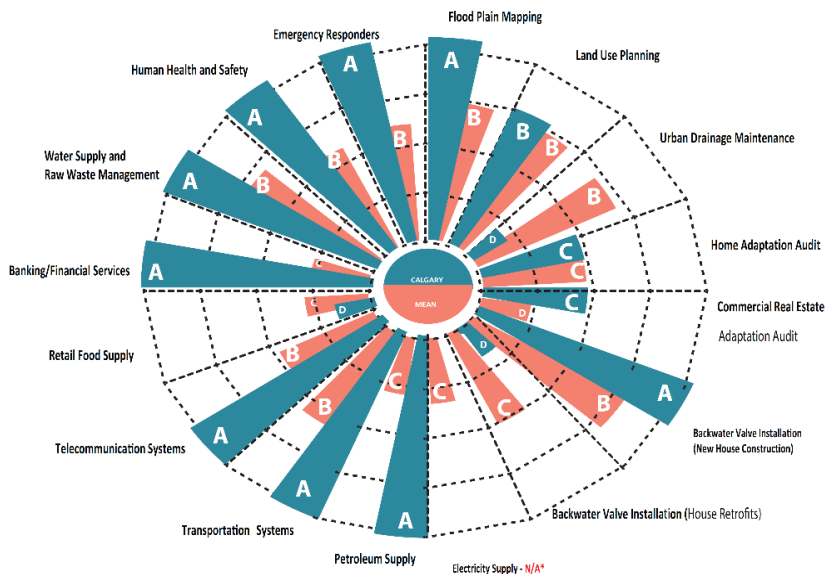 Flood Plain Mapping
Emergency Responders
Land Use Planning
Human Health and Safety
Urban Drainage Maintenance
Water Supply and
Raw Waste Management
Home Adaptation Audit
Banking/Financial Services
Commercial Real Estate
Adaptation Audit
Retail Food Supply
Backwater Valve Installation
(New House Construction)
Telecommunication Systems
Backwater Valve Installation (House Retrofits)
Transportation Systems
Petroleum Supply
Electricity Supply - N/A*
CALGARY
MEAN
A
B
B
B
B
D
C
C
C
D
A
B
D
C
C
A
C
A
B
A
B
D
C
A
C
A
B
A
B
A
B